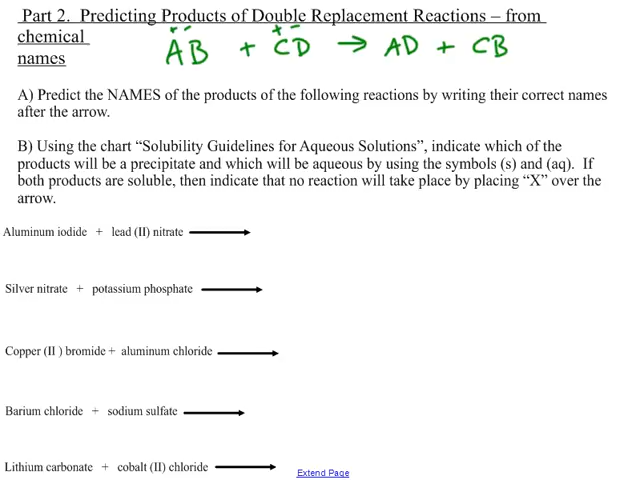 Part 2. Predicting Products of Double Replacement Reactions – from
chemical
names
+ - + -
AB + CD → AD + CB
A) Predict the NAMES of the products of the following reactions by writing their correct names
after the arrow.
B) Using the chart “Solubility Guidelines for Aqueous Solutions”, indicate which of the
products will be a precipitate and which will be aqueous by using the symbols (s) and (aq). If
both products are soluble, then indicate that no reaction will take place by placing “X” over the
arrow.
Aluminum iodide + lead (II) nitrate
Silver nitrate + potassium phosphate
Copper (II ) bromide + aluminum chloride
Barium chloride + sodium sulfate
Lithium carbonate + cobalt (II) chloride
Extend Page